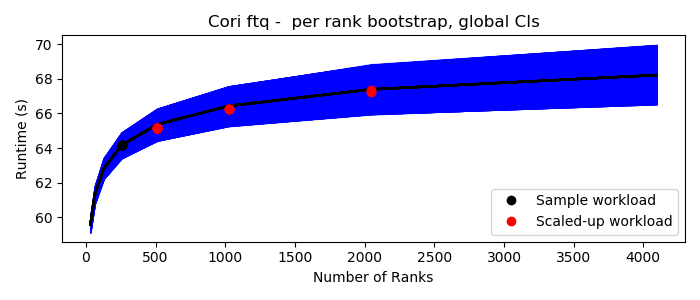 Cori ftq -  per rank bootstrap, global CIs
Runtime (s)
70
68
66
64
62
60
0 500 1000 1500 2000 2500 3000 3500 4000
Number of Ranks
Sample workload
Scaled-up workload